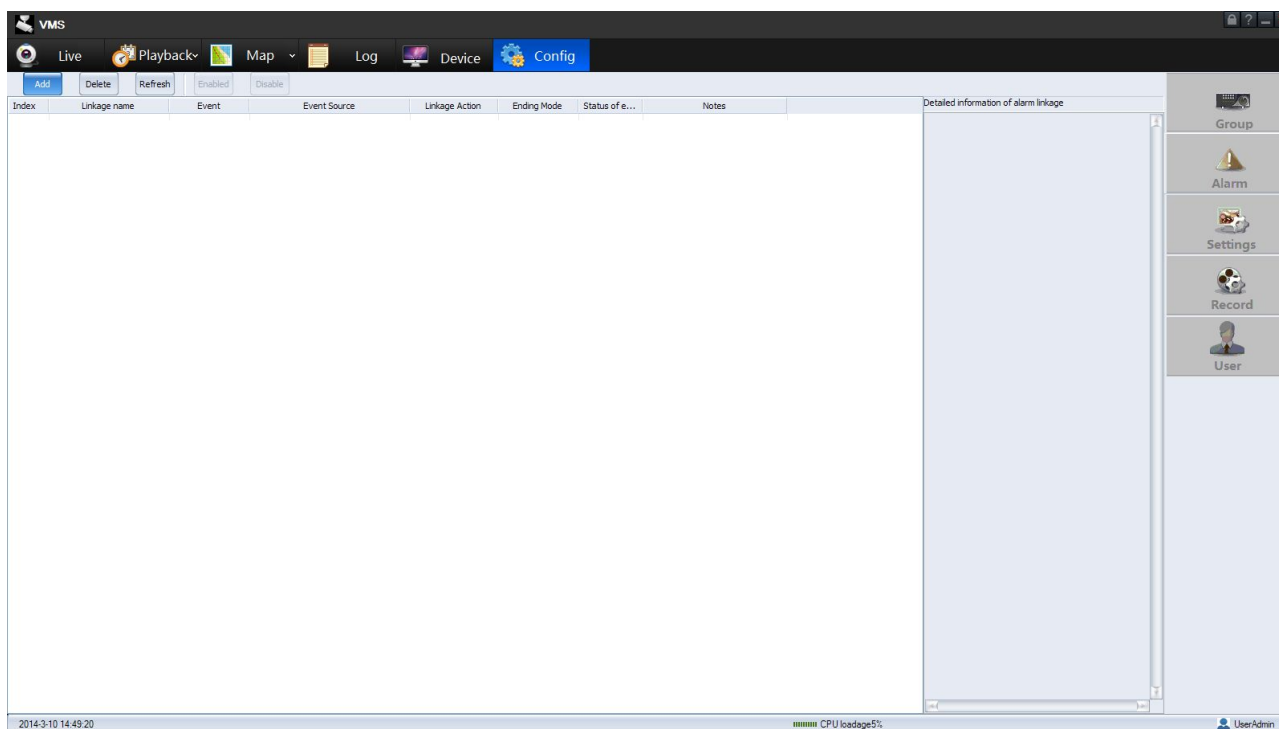 VMS
?
Live Playback Map Log Device Config
Add Delete Refresh Enabled Disable
Index Linkage name Event Event Source Linkage Action Ending Mode Status of e... Notes
Detailed information of alarm linkage
Group
Alarm
Settings
Record
User
2014-3-10 14:49:20 CPU loadage5% UserAdmin